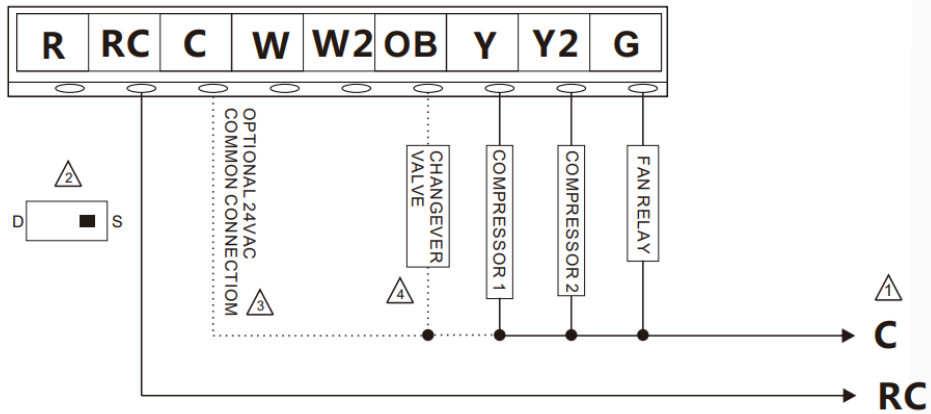 R RC C W W2 OB Y Y2 G
OPTIONAL 24VAC
COMMON CONNECTIOM
CHANGEVER
VALVE
COMPRESSOR 1
COMPRESSOR 2
FAN RELAY
2
D S
3
4
1
C
RC